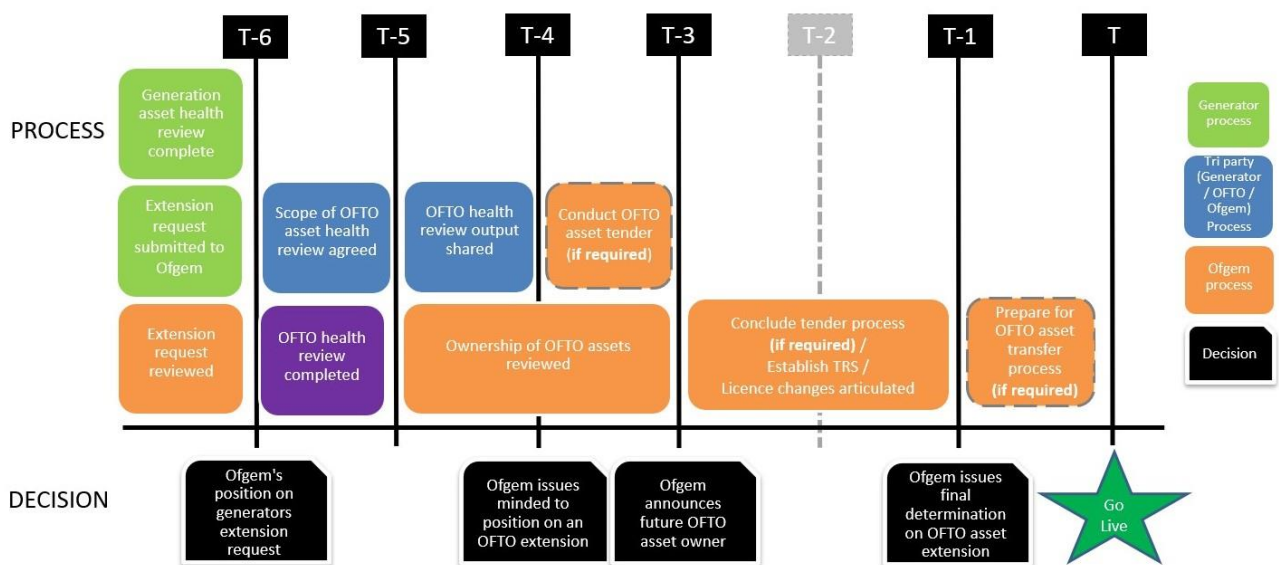 T-6
T-5
T-4
T-3
T-2
T-1
T
PROCESS
Generation
asset health
review
complete
Extension
request
submitted to
Ofgem
Scope of OFTO
asset health
review agreed
OFTO health
review output
shared
Conduct OFTO
asset tender
(if required)
Extension
request
reviewed
OFTO health
review
completed
Ownership of OFTO assets
reviewed
Conclude tender process
(if required) /
Establish TRS /
Licence changes articulated
Prepare for
OFTO asset
transfer
process
(if required)
Generator
process
Tri party
(Generator
/ OFTO /
Ofgem)
Process
Ofgem
process
Decision
DECISION
Ofgem's
position on
generators
extension
request
Ofgem issues
minded to
position on an
OFTO extension
Ofgem
announces
future OFTO
asset owner
Ofgem issues
final
determination
on OFTO asset
extension
Go
Live